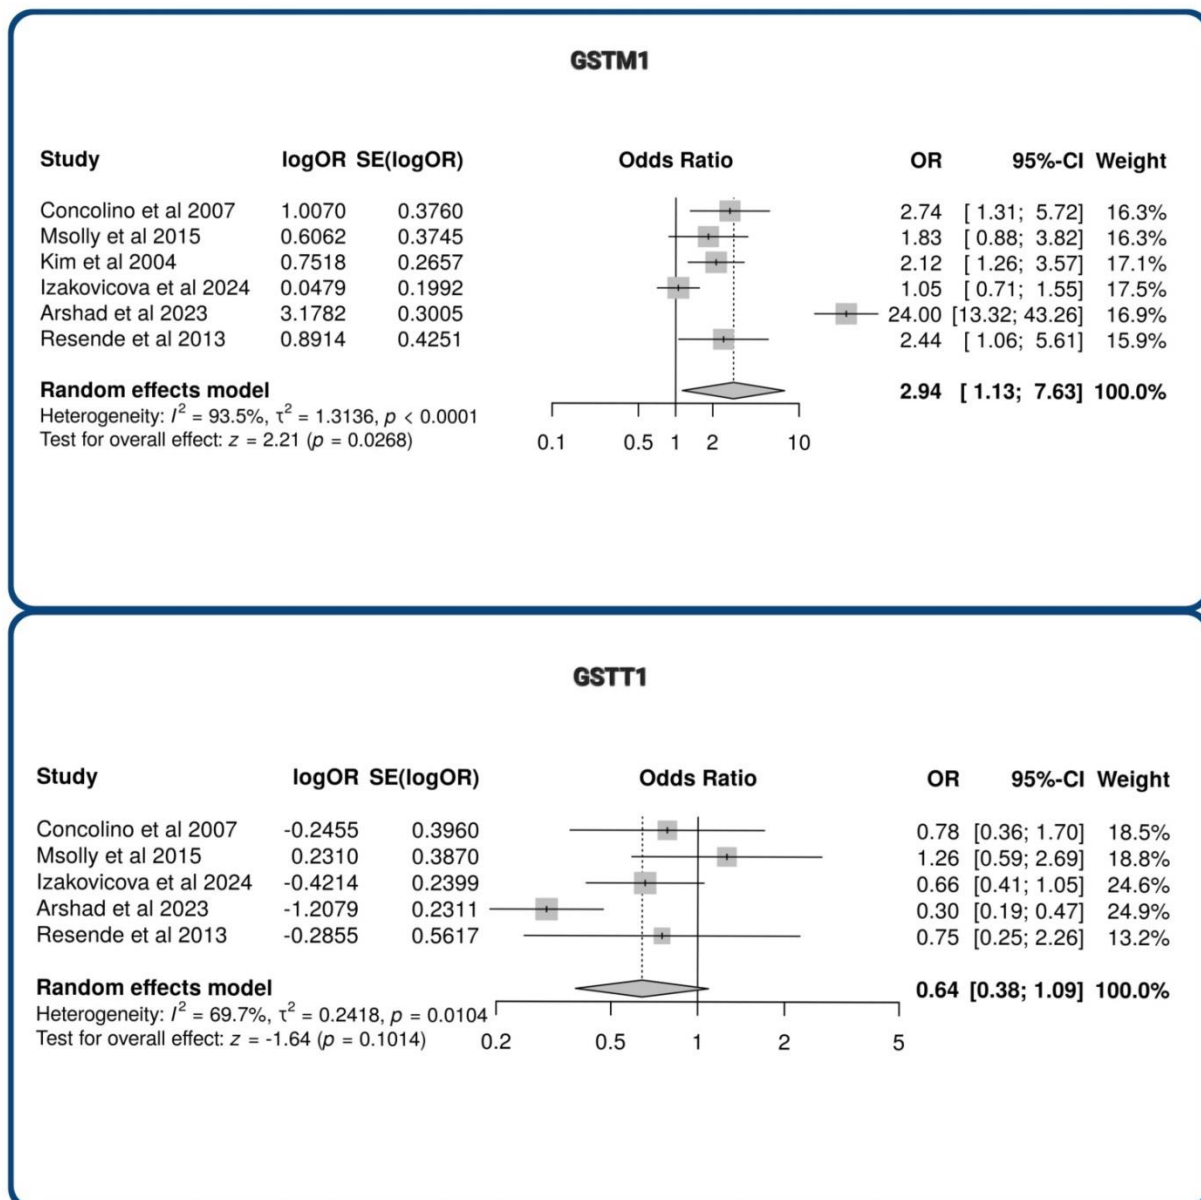 GSTM1
Study logOR SE(logOR) Odds Ratio OR 95%-CI Weight
Concolino et al 2007 1.0070 0.3760 2.74 [ 1.31; 5.72] 16.3%
Msolly et al 2015 0.6062 0.3745 1.83 [ 0.88; 3.82] 16.3%
Kim et al 2004 0.7518 0.2657 2.12 [ 1.26; 3.57] 17.1%
Izakovicova et al 2024 0.0479 0.1992 1.05 [ 0.71; 1.55] 17.5%
Arshad et al 2023 3.1782 0.3005 24.00 [13.32; 43.26] 16.9%
Resende et al 2013 0.8914 0.4251 2.44 [ 1.06; 5.61] 15.9%
Random effects model 2.94 [ 1.13; 7.63] 100.0%
Heterogeneity: I² = 93.5%, τ² = 1.3136, p < 0.0001
Test for overall effect: z = 2.21 (p = 0.0268)
0.1 0.5 1 2 10
GSTT1
Study logOR SE(logOR) Odds Ratio OR 95%-CI Weight
Concolino et al 2007 -0.2455 0.3960 0.78 [0.36; 1.70] 18.5%
Msolly et al 2015 0.2310 0.3870 1.26 [0.59; 2.69] 18.8%
Izakovicova et al 2024 -0.4214 0.2399 0.66 [0.41; 1.05] 24.6%
Arshad et al 2023 -1.2079 0.2311 0.30 [0.19; 0.47] 24.9%
Resende et al 2013 -0.2855 0.5617 0.75 [0.25; 2.26] 13.2%
Random effects model 0.64 [0.38; 1.09] 100.0%
Heterogeneity: I² = 69.7%, τ² = 0.2418, p = 0.0104
Test for overall effect: z = -1.64 (p = 0.1014)
0.2 0.5 1 2 5